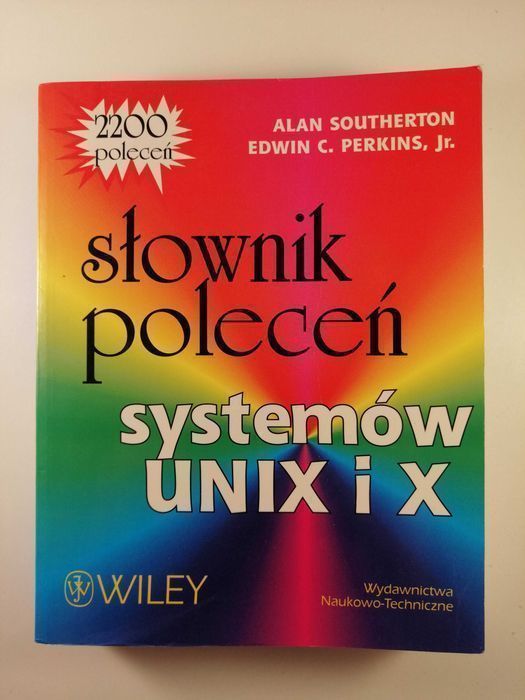 2200
poleceń
ALAN SOUTHERTON
EDWIN C. PERKINS, Jr.
słownik
poleceń
systemów
UNIX i X
WILEY
Wydawnictwa
Naukowo-Techniczne